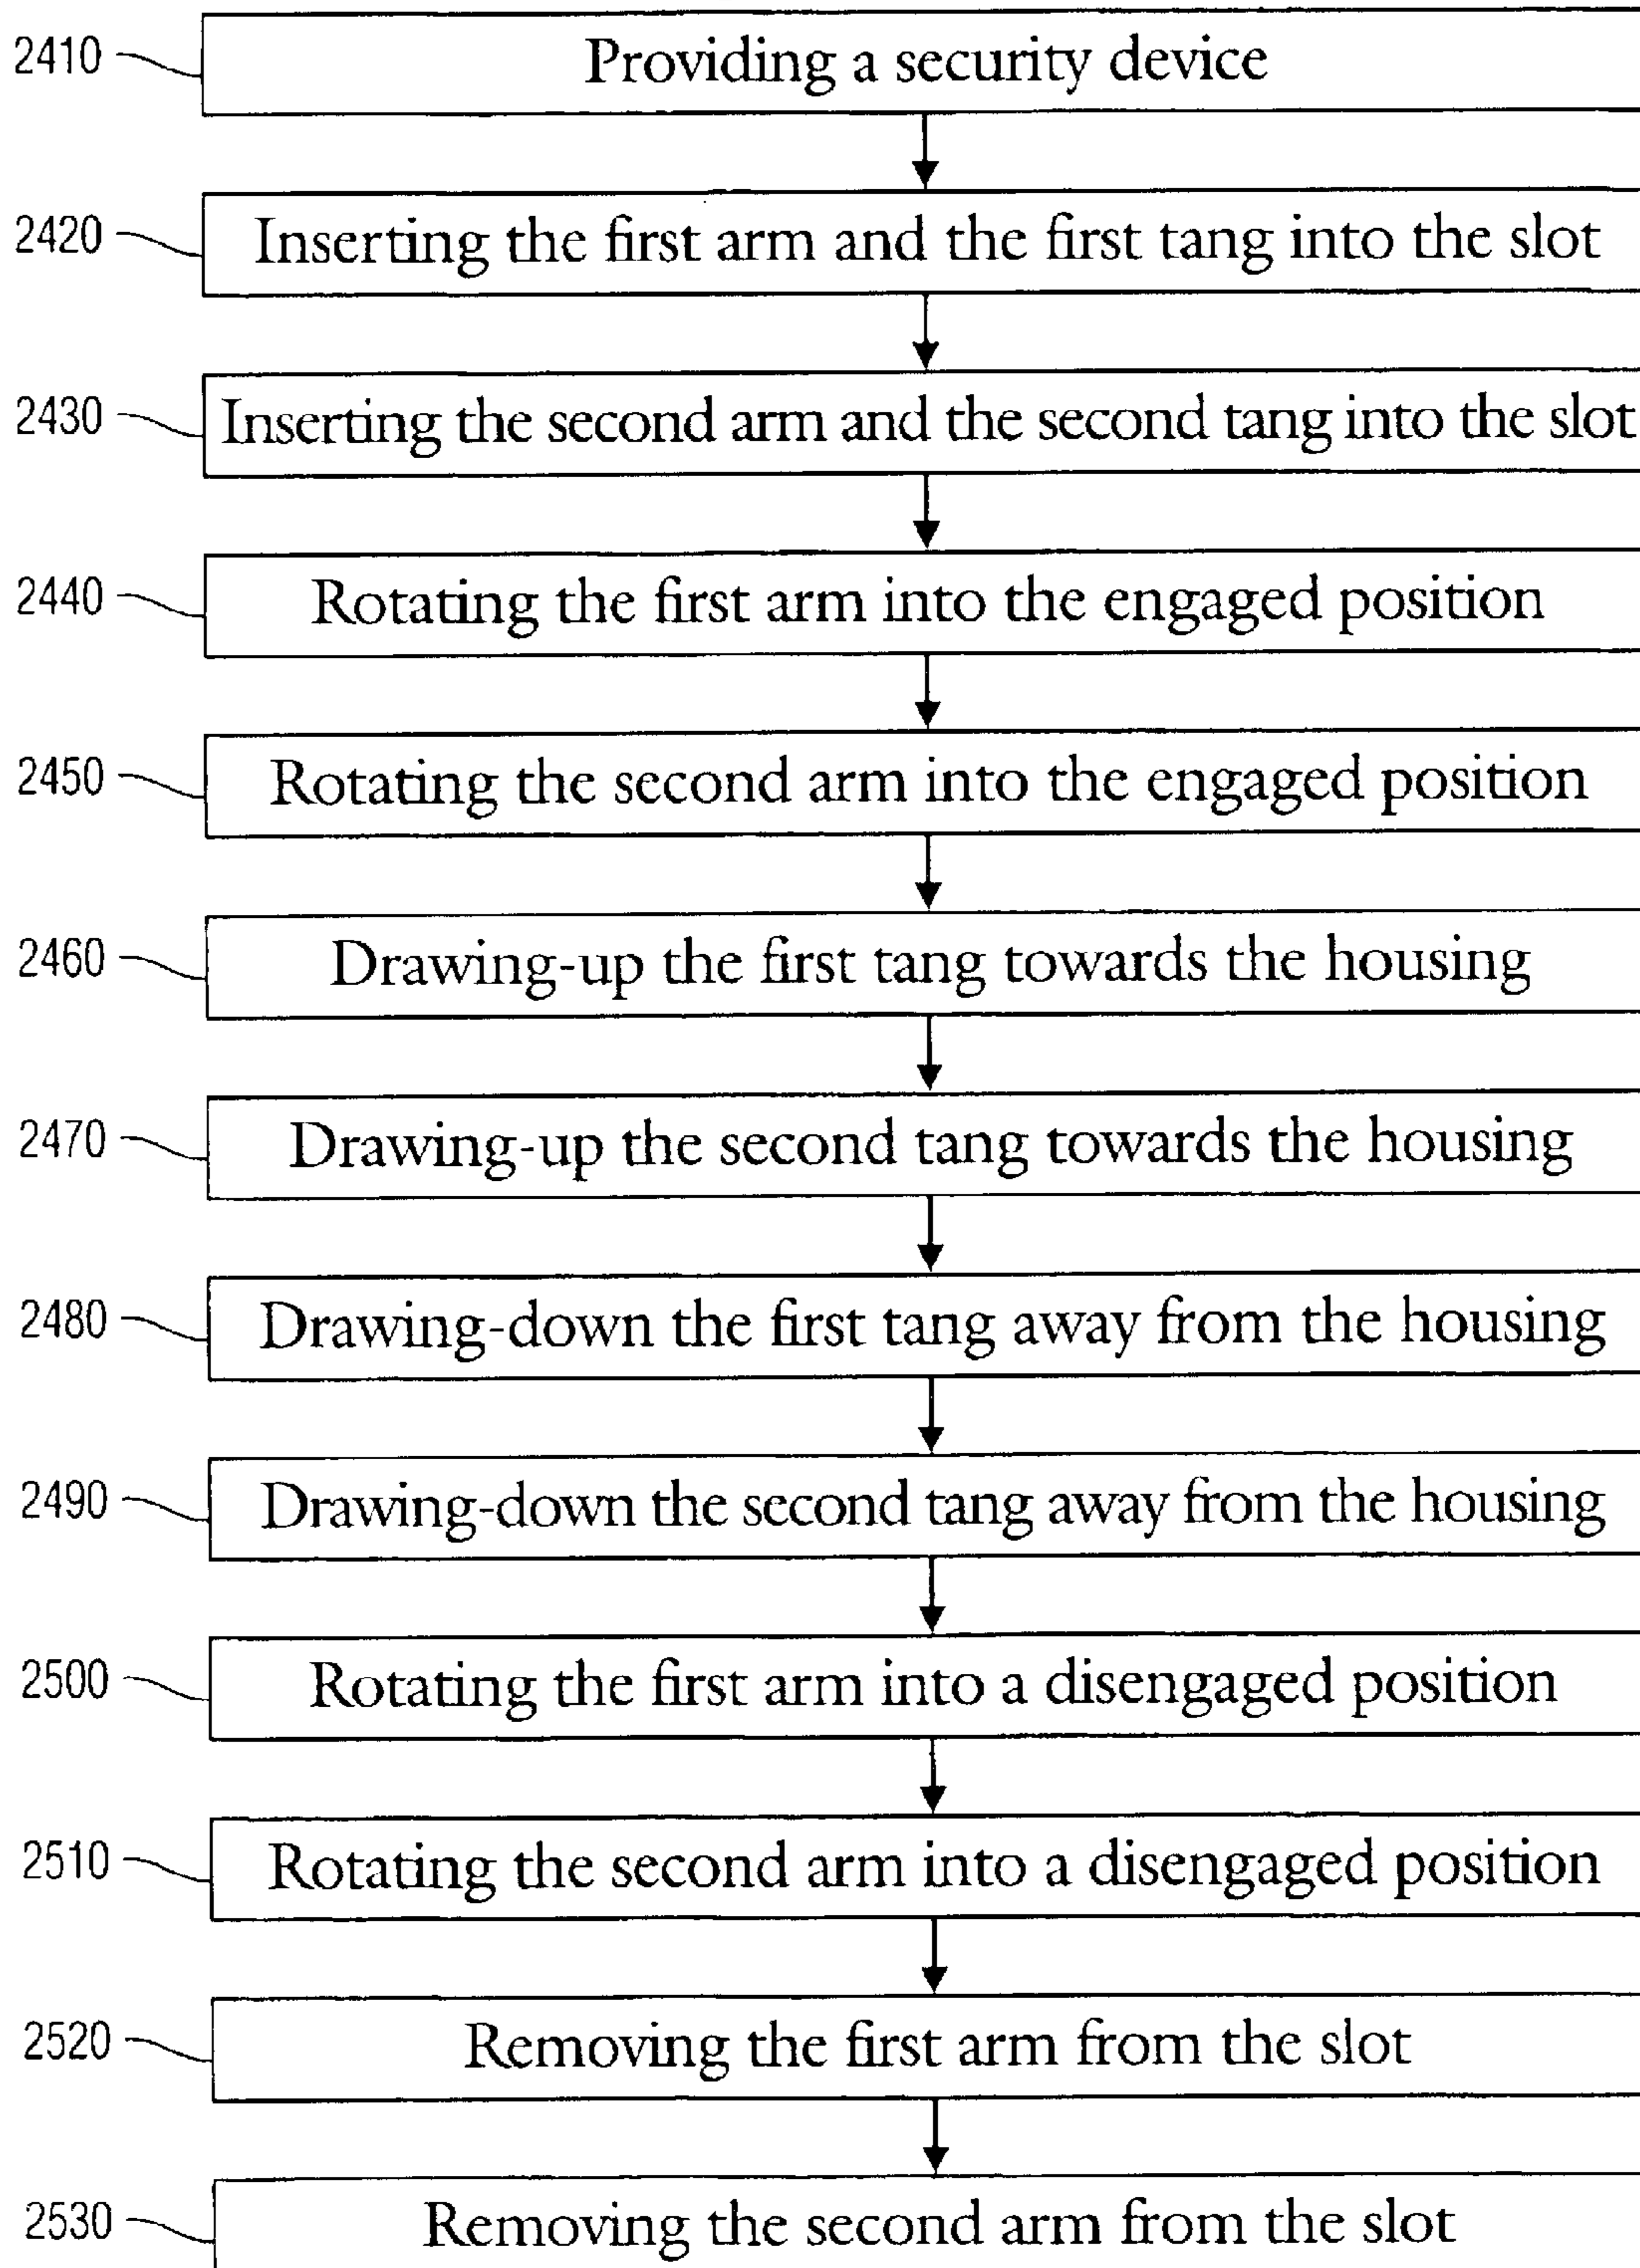 2410 Providing a security device
2420 Inserting the first arm and the first tang into the slot
2430 Inserting the second arm and the second tang into the slot
2440 Rotating the first arm into the engaged position
2450 Rotating the second arm into the engaged position
2460 Drawing-up the first tang towards the housing
2470 Drawing-up the second tang towards the housing
2480 Drawing-down the first tang away from the housing
2490 Drawing-down the second tang away from the housing
2500 Rotating the first arm into a disengaged position
2510 Rotating the second arm into a disengaged position
2520 Removing the first arm from the slot
2530 Removing the second arm from the slot